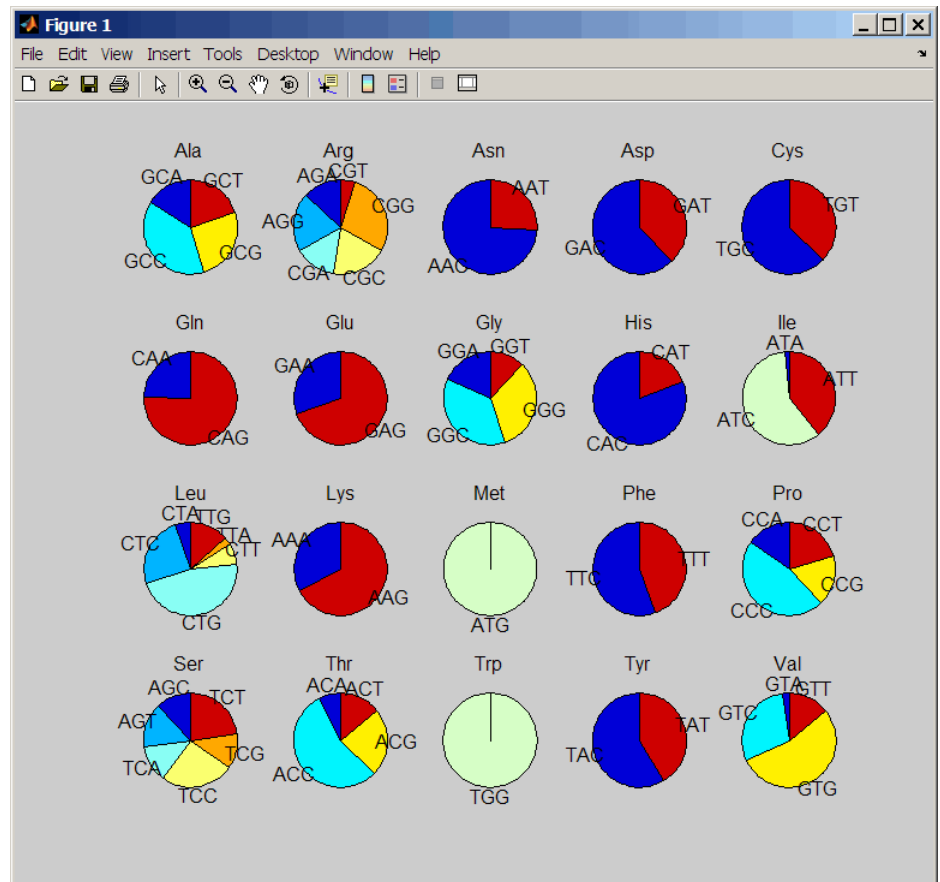 Figure 1
File Edit View Insert Tools Desktop Window Help
Ala Arg Asn Asp Cys
GCA GCT AGA CGT AAT GAT TGT
AGG CGG
GCC GCG CGA CGC AAC GAC TGC
Gln Glu Gly His Ile
CAA GAA GGA GGT CAT ATA ATT
CAG GAG GGC GGG CAC ATC
Leu Lys Met Phe Pro
CTA TTG TTA CTT CTC AAA TTC TTT CCA CCT
CTG AAG ATG CCC CCG
Ser Thr Trp Tyr Val
AGC TCT ACA ACT GTA GTT
AGT TCG ACG TAT GTC
TCA TCC ACC TGG TAC GTG